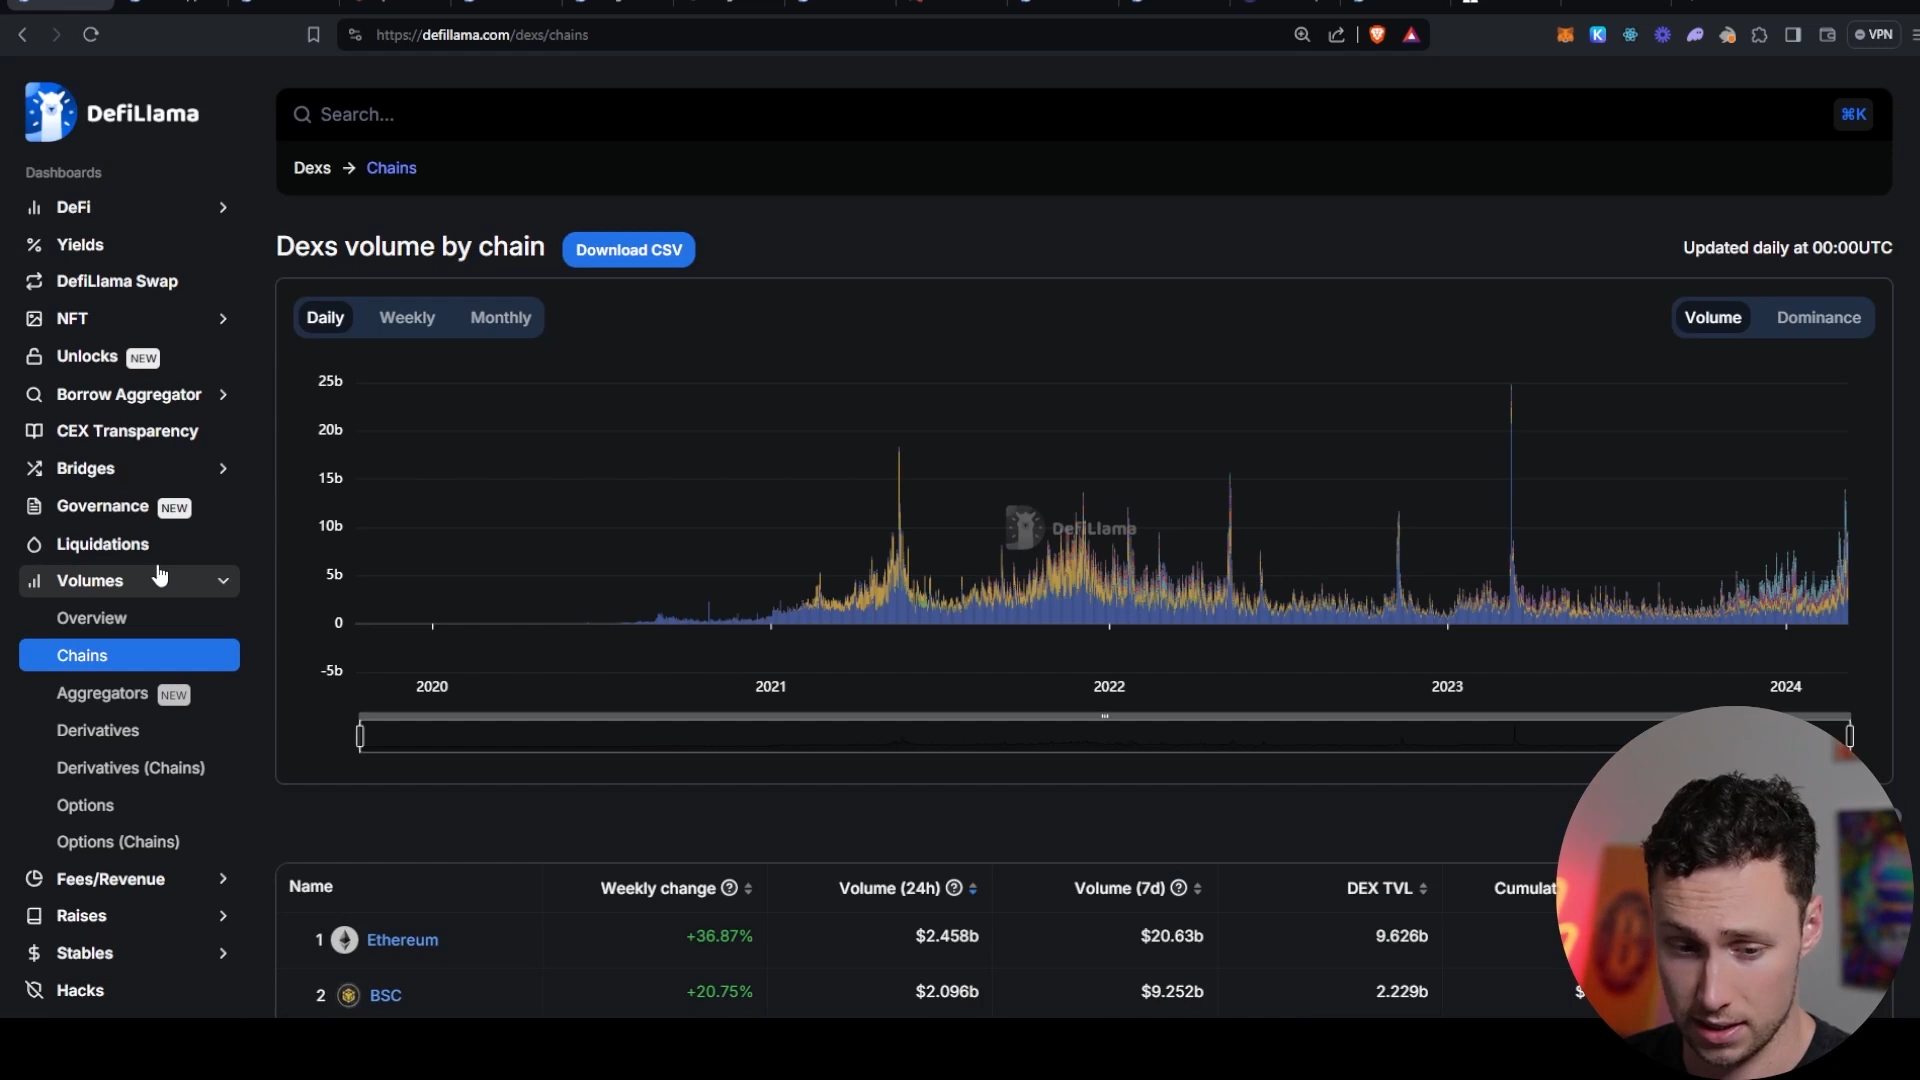 https://defillama.com/dexs/chains
VPN
DefiLlama
Search...
⌘K
Dashboards
Dexs → Chains
DeFi
Yields
DefiLlama Swap
NFT
Unlocks NEW
Borrow Aggregator
CEX Transparency
Bridges
Governance NEW
Liquidations
Volumes
Overview
Chains
Aggregators NEW
Derivatives
Derivatives (Chains)
Options
Options (Chains)
Fees/Revenue
Raises
Stables
Hacks
Dexs volume by chain
Download CSV
Updated daily at 00:00UTC
Daily Weekly Monthly
Volume Dominance
25b
20b
15b
10b
5b
0
-5b
DefiLlama
2020 2021 2022 2023 2024
Name Weekly change Volume (24h) Volume (7d) DEX TVL
1 Ethereum +36.87% $2.458b $20.63b 9.626b
2 BSC +20.75% $2.096b $9.252b 2.229b $